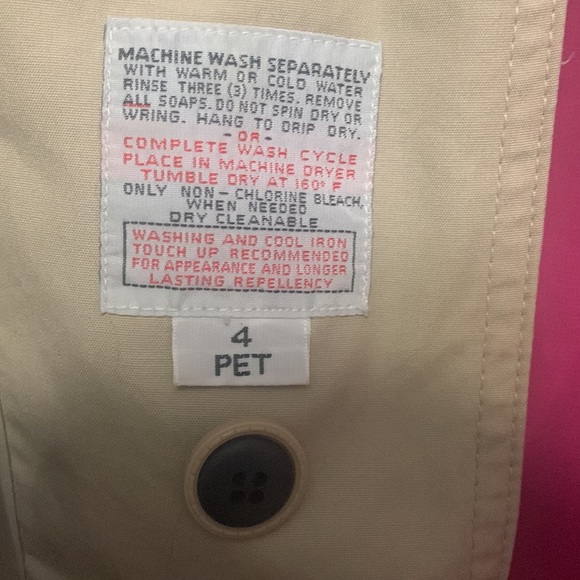 MACHINE WASH SEPARATELY
WITH WARM OR COLD WATER
RINSE THREE (3) TIMES. REMOVE
ALL SOAPS. DO NOT SPIN DRY OR
WRING. HANG TO DRIP DRY.
- OR -
COMPLETE WASH CYCLE
PLACE IN MACHINE DRYER
TUMBLE DRY AT 160° F
ONLY NON - CHLORINE BLEACH,
WHEN NEEDED
DRY CLEANABLE
WASHING AND COOL IRON
TOUCH UP RECOMMENDED
FOR APPEARANCE AND LONGER
LASTING REPELLENCY
4
PET